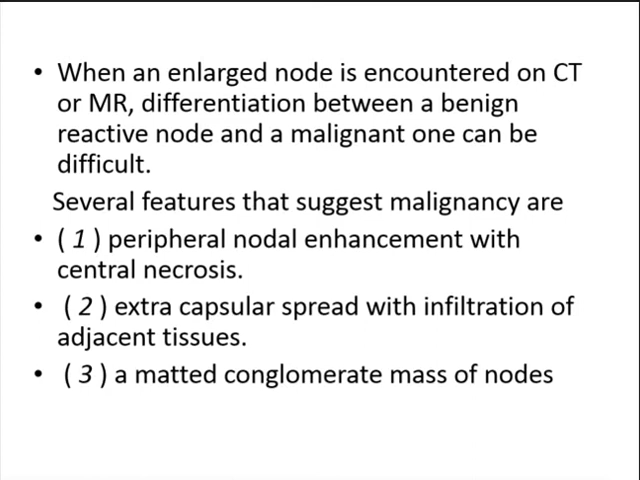 • When an enlarged node is encountered on CT
or MR, differentiation between a benign
reactive node and a malignant one can be
difficult.
Several features that suggest malignancy are
• ( 1 ) peripheral nodal enhancement with
central necrosis.
• ( 2 ) extra capsular spread with infiltration of
adjacent tissues.
• ( 3 ) a matted conglomerate mass of nodes